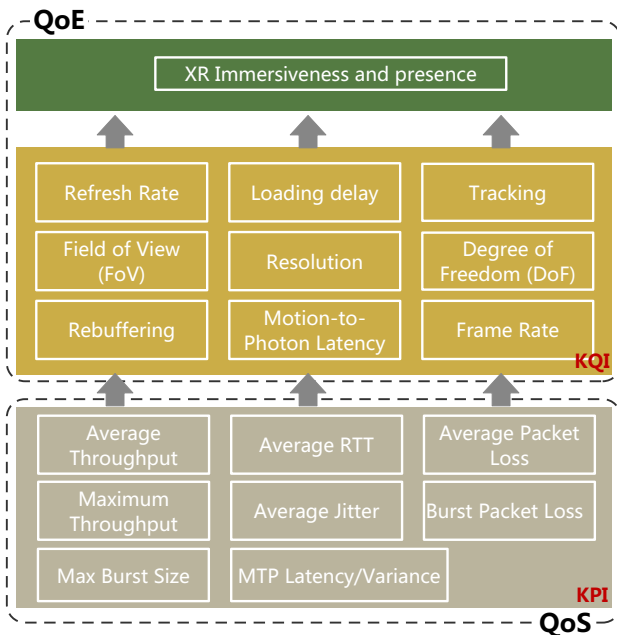 QoE
XR Immersiveness and presence
Refresh Rate
Loading delay
Tracking
Field of View
(FoV)
Resolution
Degree of
Freedom (DoF)
Rebuffering
Motion-to-
Photon Latency
Frame Rate
KQI
Average
Throughput
Average RTT
Average Packet
Loss
Maximum
Throughput
Average Jitter
Burst Packet Loss
Max Burst Size
MTP Latency/Variance
KPI
QoS